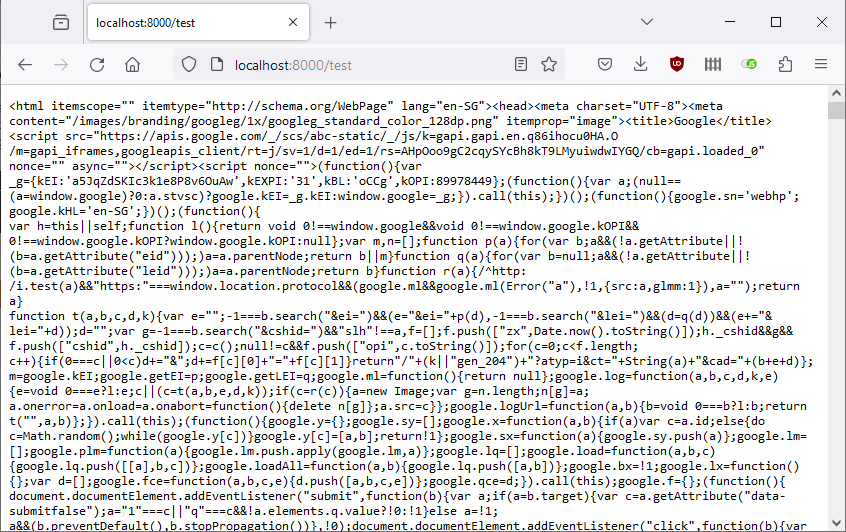 localhost:8000/test
localhost:8000/test
<html itemscope="" itemtype="http://schema.org/WebPage" lang="en-SG"><head><meta charset="UTF-8"><meta
content="/images/branding/googleg/1x/googleg_standard_color_128dp.png" itemprop="image"><title>Google</title>
<script src="https://apis.google.com/_/scs/abc-static/_/js/k=gapi.gapi.en.q86ihocu0HA.O
/m=gapi_iframes,googleapis_client/rt=j/sv=1/d=1/ed=1/rs=AHpOoo9gC2cqySYcBh8kT9LMyuiwdwIYGQ/cb=gapi.loaded_0"
nonce="" async=""></script><script nonce="">(function(){var
_g={kEI:'a5JqZdSKIc3k1e8P8v6OuAw',kEXPI:'31',kBL:'oCCg',kOPI:89978449};(function(){var a;(null==
(a=window.google)?0:a.stvsc)?google.kEI=_g.kEI:window.google=_g;}).call(this);})();(function(){google.sn='webhp';
google.kHL='en-SG';})();(function(){
var h=this||self;function l(){return void 0!==window.google&&void 0!==window.google.kOPI&&
0!==window.google.kOPI?window.google.kOPI:null};var m,n=[];function p(a){for(var b;a&&(!a.getAttribute||!
(b=a.getAttribute("eid")));)a=a.parentNode;return b||m}function q(a){for(var b=null;a&&(!a.getAttribute||!
(b=a.getAttribute("leid")));)a=a.parentNode;return b}function r(a){/^http:
/i.test(a)&&"https:"===window.location.protocol&&(google.ml&&google.ml(Error("a"),!1,{src:a,glmm:1}),a="");return
a}
function t(a,b,c,d,k){var e="";-1===b.search("&ei=")&&(e="&ei="+p(d),-1===b.search("&lei=")&&(d=q(d))&&(e+="&
lei="+d));d="";var g=-1===b.search("&cshid=")&&"slh"!==a,f=[];f.push(["zx",Date.now().toString()]);h._cshid&&g&&
f.push(["cshid",h._cshid]);c=c();null!=c&&f.push(["opi",c.toString()]);for(c=0;c<f.length;
c++){if(0===c||0<c)d+="&";d+=f[c][0]+"="+f[c][1]}return"/"+(k||"gen_204")+"?atyp=i&ct="+String(a)+"&cad="+(b+e+d)};
m=google.kEI;google.getEI=p;google.getLEI=q;google.ml=function(){return null};google.log=function(a,b,c,d,k,e)
{e=void 0===e?l:e;c||(c=t(a,b,e,d,k));if(c=r(c)){a=new Image;var g=n.length;n[g]=a;
a.onerror=a.onload=a.onabort=function(){delete n[g]};a.src=c}};google.logUrl=function(a,b){b=void 0===b?l:b;return
t("",a,b)};}).call(this);(function(){google.y={};google.sy=[];google.x=function(a,b){if(a)var c=a.id;else{do
c=Math.random();while(google.y[c])}google.y[c]=[a,b];return!1};google.sx=function(a){google.sy.push(a)};google.lm=
[];google.plm=function(a){google.lm.push.apply(google.lm,a)};google.lq=[];google.load=function(a,b,c)
{google.lq.push([[a],b,c])};google.loadAll=function(a,b){google.lq.push([a,b])};google.bx=!1;google.lx=function()
{};var d=[];google.fce=function(a,b,c,e){d.push([a,b,c,e])};google.qce=d;}).call(this);google.f={};(function(){
document.documentElement.addEventListener("submit",function(b){var a;if(a=b.target){var c=a.getAttribute("data-
submitfalse");a="1"===c||"q"===c&&!a.elements.q.value?!0:!1}else a=!1;
a&&(b.preventDefault(),b.stopPropagation())},!0);document.documentElement.addEventListener("click",function(b){var